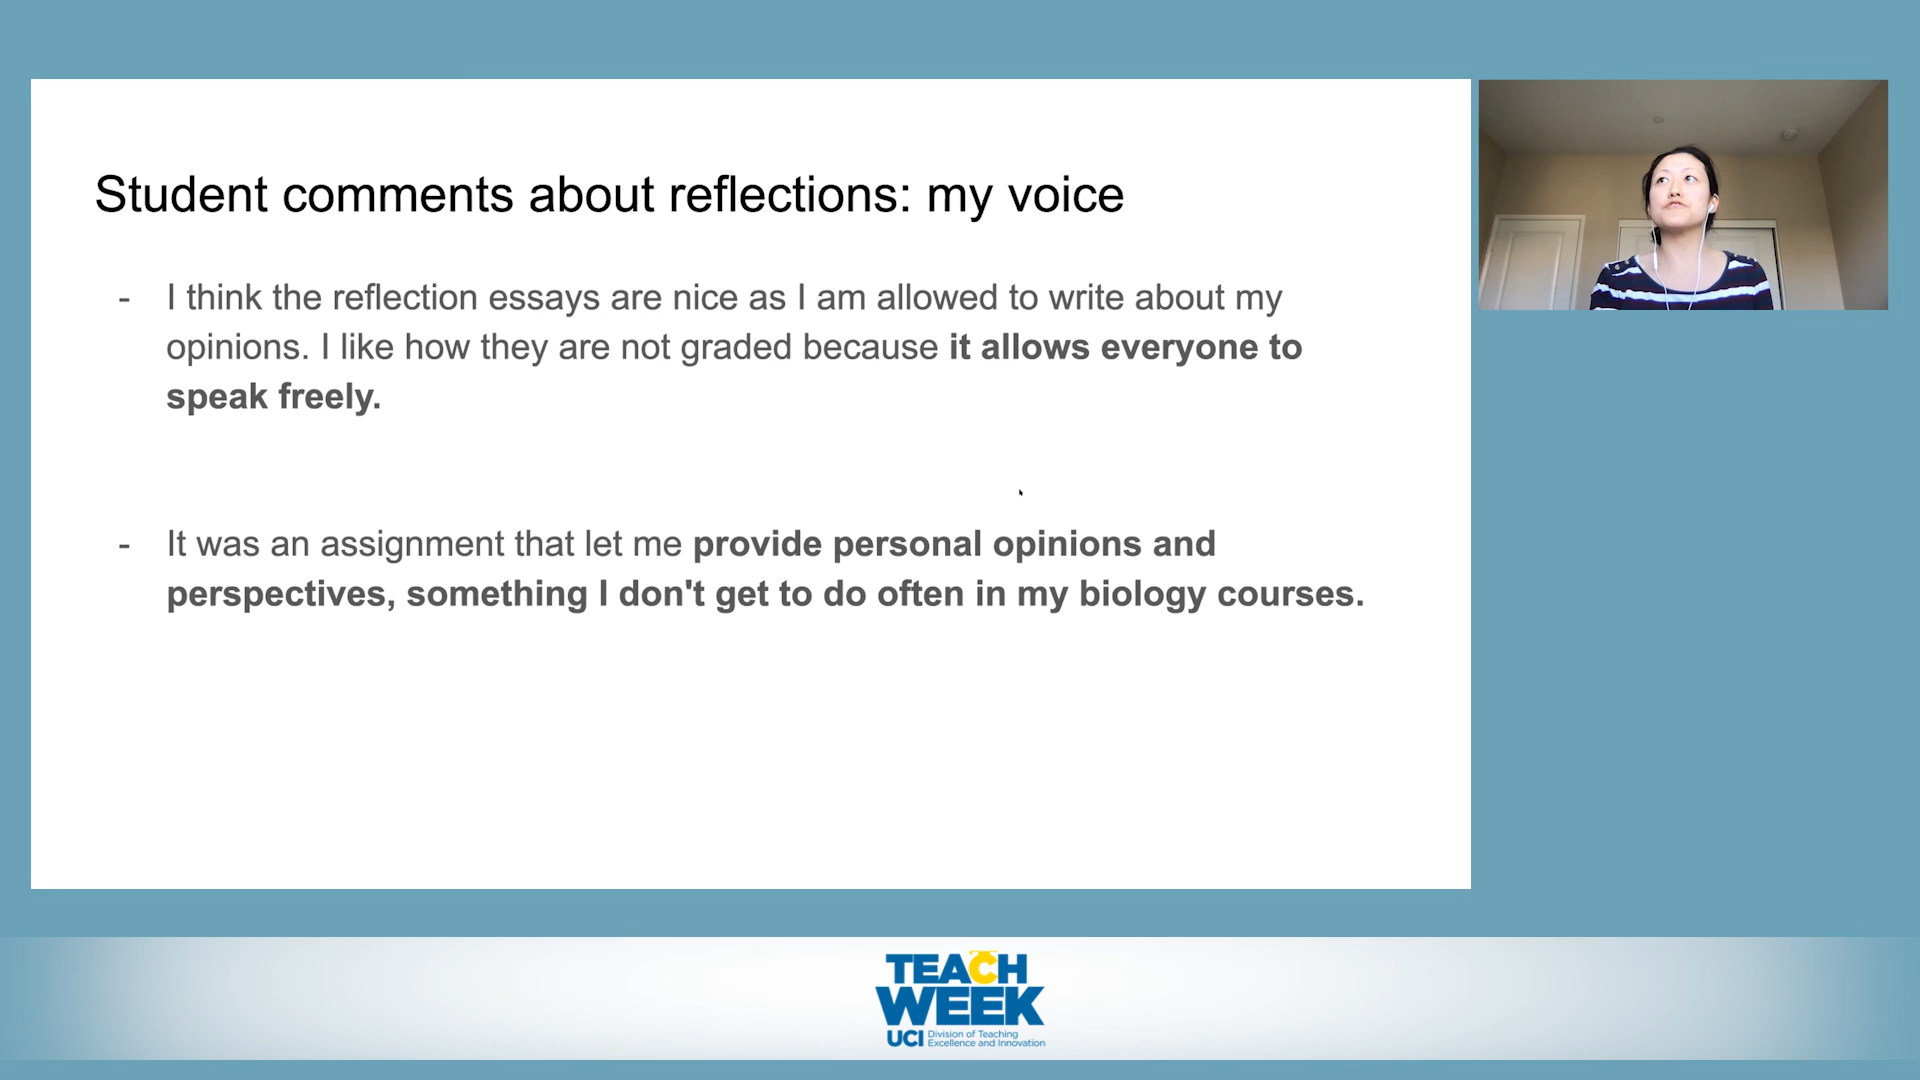 Student comments about reflections: my voice
- I think the reflection essays are nice as I am allowed to write about my
opinions. I like how they are not graded because it allows everyone to
speak freely.
- It was an assignment that let me provide personal opinions and
perspectives, something I don't get to do often in my biology courses.
TEACH
WEEK
UCI Division of Teaching
Excellence and Innovation